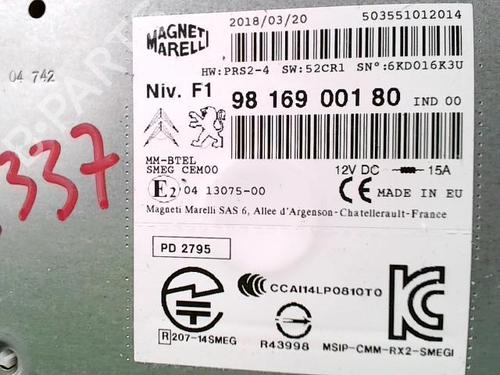 MAGNETI
MARELLI
2018/03/20
503551012014
HW:PRS2-4 SW:52CR1 SN°:6KD016K3U
Niv. F1
98 169 001 80 IND 00
MM-BTEL
SMEG CEM00
12V DC 15A
E2 04 13075-00
CE MADE IN EU
Magneti Marelli SAS 6, Allee d'Argenson-Chatellerault-France
PD 2795
CCAI14LP0810T0
R 207-14SMEG
R43998
MSIP-CMM-RX2-SMEGI
04 742
337